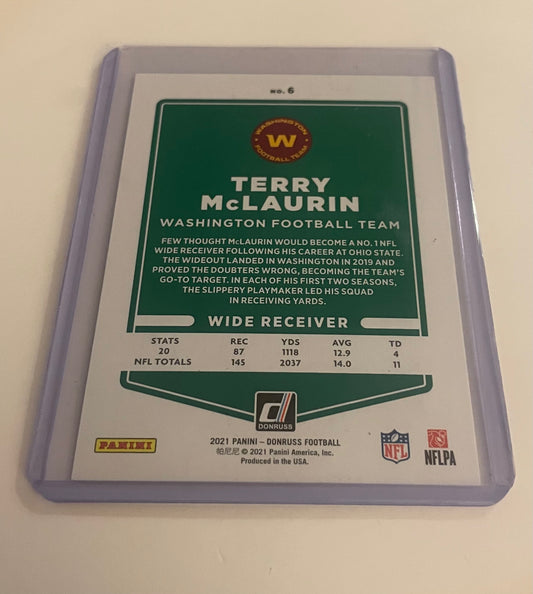 NO. 6
WASHINGTON
W
FOOTBALL TEAM
TERRY
McLAURIN
WASHINGTON FOOTBALL TEAM
FEW THOUGHT McLAURIN WOULD BECOME A NO. 1 NFL
WIDE RECEIVER FOLLOWING HIS CAREER AT OHIO STATE.
THE WIDEOUT LANDED IN WASHINGTON IN 2019 AND
PROVED THE DOUBTERS WRONG, BECOMING THE TEAM'S
GO-TO TARGET. IN EACH OF HIS FIRST TWO SEASONS,
THE SLIPPERY PLAYMAKER LED HIS SQUAD
IN RECEIVING YARDS.
WIDE RECEIVER
STATS REC YDS AVG TD
20 87 1118 12.9 4
NFL TOTALS 145 2037 14.0 11
DONRUSS
PANINI
2021 PANINI – DONRUSS FOOTBALL
帕尼尼 © 2021 Panini America, Inc.
Produced in the USA.
NFL
NFLPA